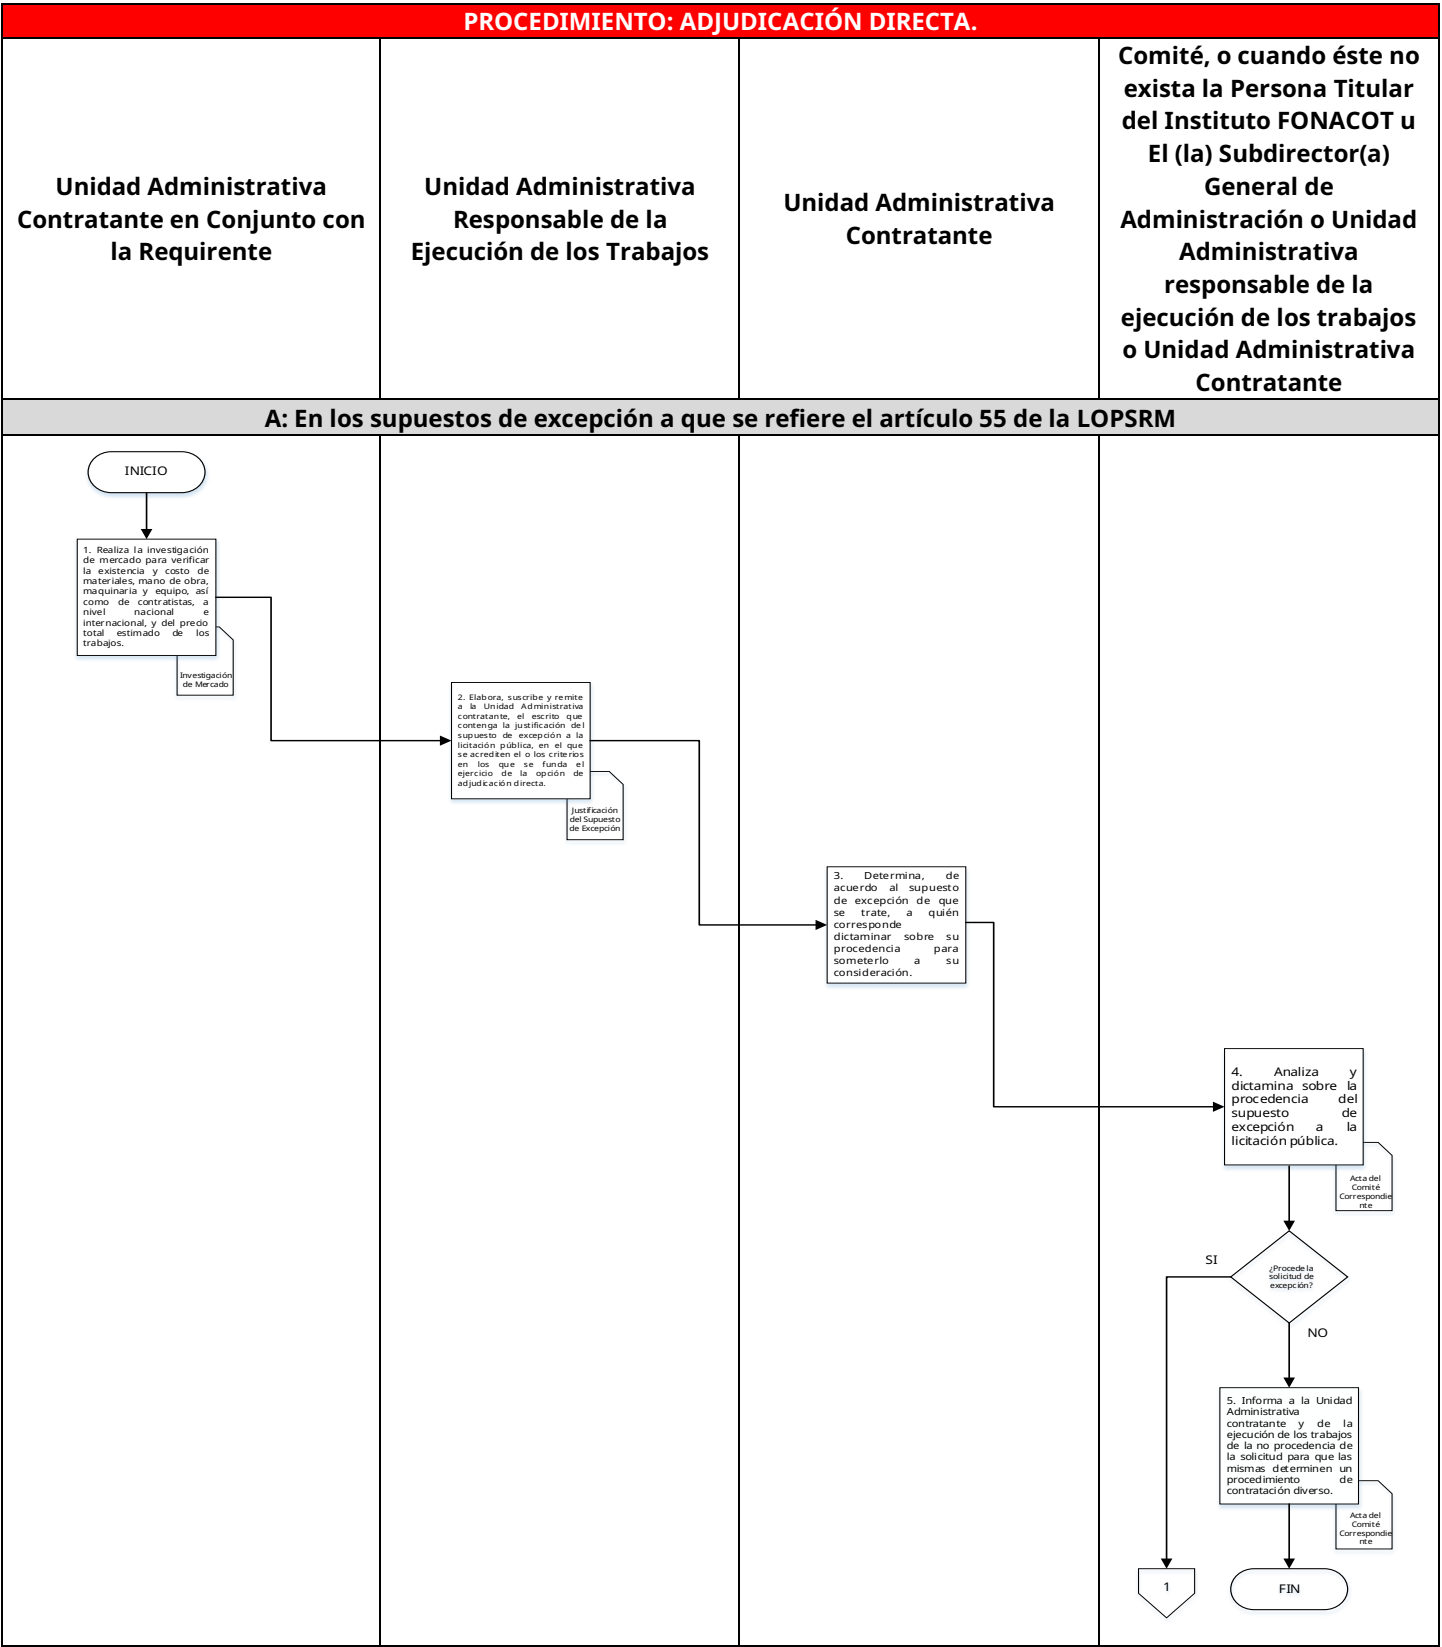 PROCEDIMIENTO: ADJUDICACIÓN DIRECTA.
Unidad Administrativa
Contratante en Conjunto con
la Requirente
Unidad Administrativa
Responsable de la
Ejecución de los Trabajos
Unidad Administrativa
Contratante
Comité, o cuando éste no
exista la Persona Titular
del Instituto FONACOT u
El (la) Subdirector(a)
General de
Administración o Unidad
Administrativa
responsable de la
ejecución de los trabajos
o Unidad Administrativa
Contratante
A: En los supuestos de excepción a que se refiere el artículo 55 de la LOPSRM
INICIO
1. Realiza la investigación
de mercado para verificar
la existencia y costo de
materiales, mano de obra,
maquinaria y equipo, así
como de contratistas, a
nivel nacional e
internacional, y del precio
total estimado de los
trabajos.
Investigación
de Mercado
2. Elabora, suscribe y remite
a la Unidad Administrativa
contratante, el escrito que
contenga la justificación del
supuesto de excepción a la
licitación pública, en el que
se acrediten el o los criterios
en los que se funda el
ejercicio de la opción de
adjudicación directa.
Justificación
del Supuesto
de Excepción
3. Determina, de
acuerdo al supuesto
de excepción de que
se trate, a quién
corresponde
dictaminar sobre su
procedencia para
someterlo a su
consideración.
4. Analiza y
dictamina sobre la
procedencia del
supuesto de
excepción a la
licitación pública.
Acta del
Comité
Correspondie
nte
¿Procede la
solicitud de
excepción?
SI
NO
5. Informa a la Unidad
Administrativa
contratante y de la
ejecución de los trabajos
de la no procedencia de
la solicitud para que las
mismas determinen un
procedimiento de
contratación diverso.
Acta del
Comité
Correspondie
nte
1
FIN